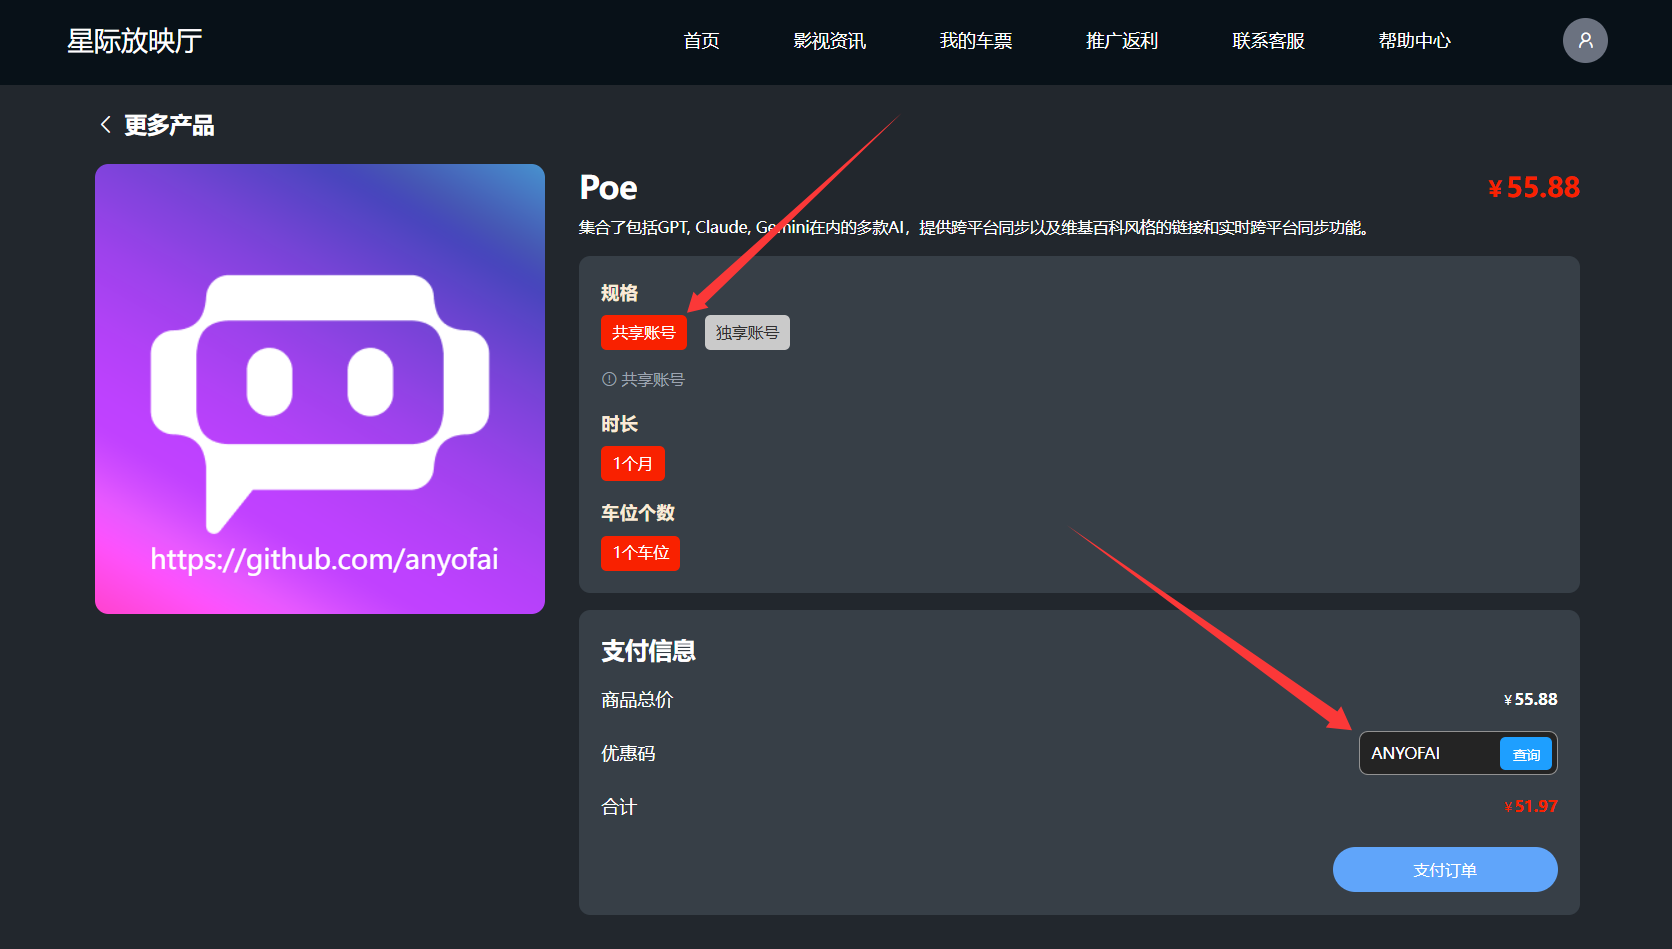 星际放映厅
首页
影视资讯
我的车票
推广返利
联系客服
帮助中心
更多产品
https://github.com/anyofai
Poe
¥55.88
集合了包括GPT, Claude, Gemini在内的多款AI，提供跨平台同步以及维基百科风格的链接和实时跨平台同步功能。
规格
共享账号
独享账号
共享账号
时长
1个月
车位个数
1个车位
支付信息
商品总价
¥55.88
优惠码
ANYOFAI
查询
合计
¥51.97
支付订单